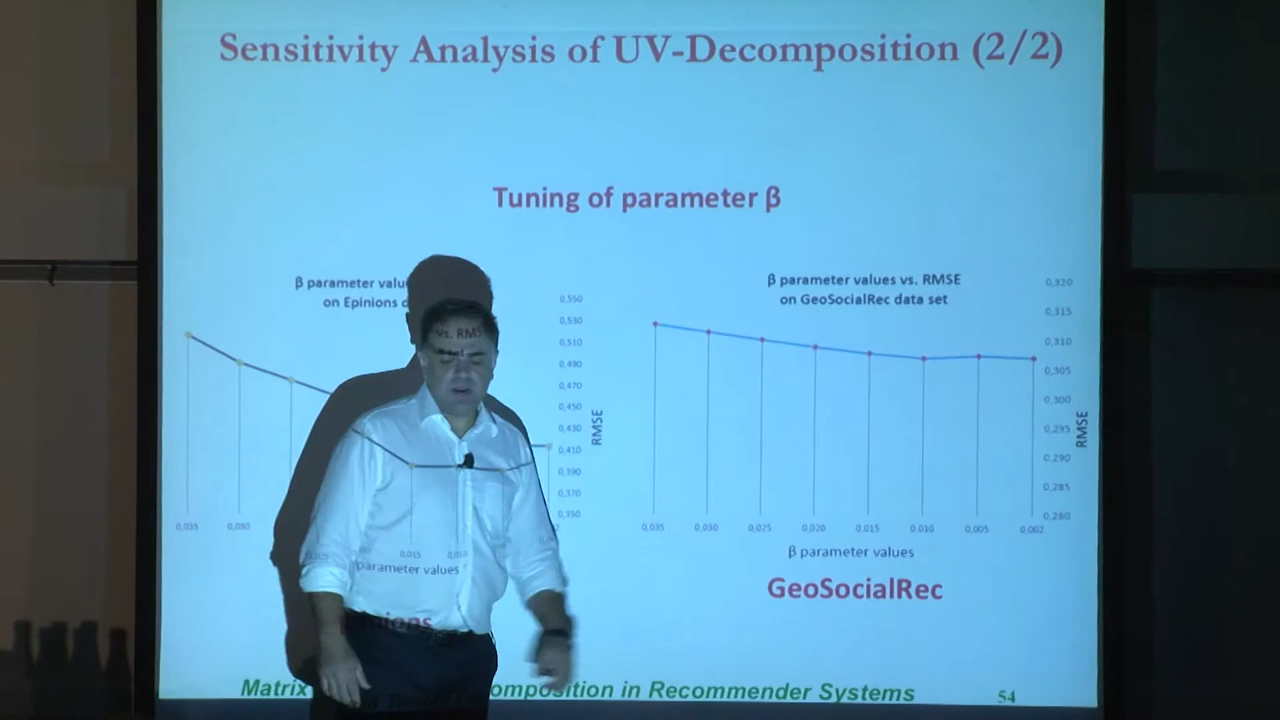 Sensitivity Analysis of UV-Decomposition (2/2)
Tuning of parameter β
β parameter
on Epinions
vs. RMS
0,550
0,530
0,510
0,490
0,470
0,450
0,430
0,410
0,390
0,370
0,350
RMSE
0,035
0,030
0,015
0,010
parameter values
β parameter values vs. RMSE
on GeoSocialRec data set
0,320
0,315
0,310
0,305
0,300
0,295
0,290
0,285
0,280
RMSE
0,035
0,030
0,025
0,020
0,015
0,010
0,005
0,002
β parameter values
GeoSocialRec
Matrix
omposition in Recommender Systems
54